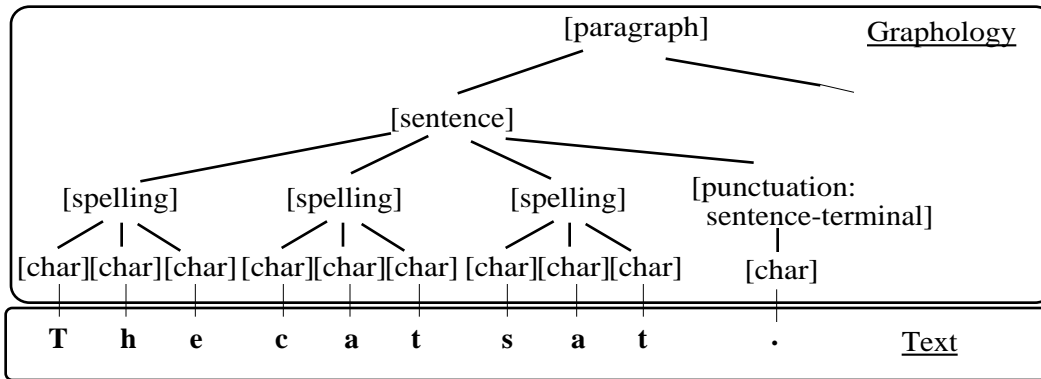 [paragraph] Graphology
[sentence]
[spelling] [spelling] [spelling] [punctuation:
sentence-terminal]
[char][char][char] [char][char][char] [char][char][char] [char]
T h e c a t s a t .
Text